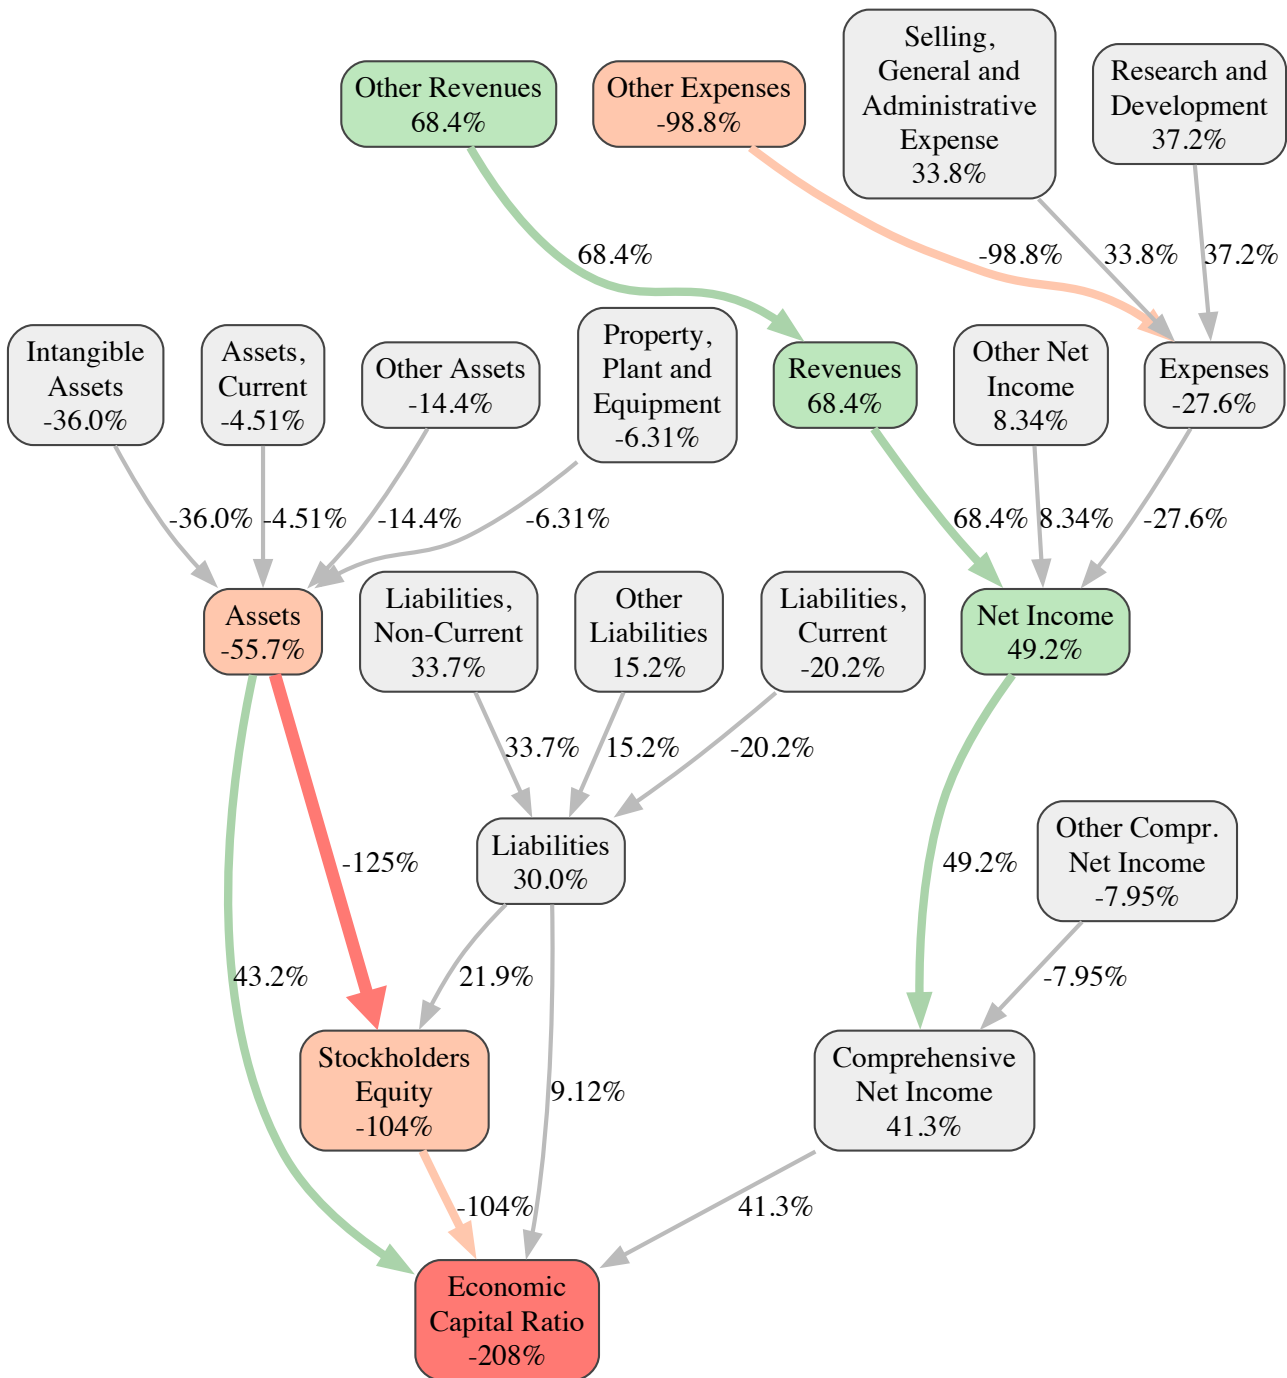 Other Revenues
68.4%
Other Expenses
-98.8%
Selling,
General and
Administrative
Expense
33.8%
Research and
Development
37.2%
68.4%
-98.8%
33.8%
37.2%
Intangible
Assets
-36.0%
Assets,
Current
-4.51%
Other Assets
-14.4%
Property,
Plant and
Equipment
-6.31%
Revenues
68.4%
Other Net
Income
8.34%
Expenses
-27.6%
-36.0%
-4.51%
-14.4%
-6.31%
68.4%
8.34%
-27.6%
Assets
-55.7%
Liabilities,
Non-Current
33.7%
Other
Liabilities
15.2%
Liabilities,
Current
-20.2%
Net Income
49.2%
33.7%
15.2%
-20.2%
-125%
Liabilities
30.0%
49.2%
Other Compr.
Net Income
-7.95%
43.2%
21.9%
-7.95%
Stockholders
Equity
-104%
9.12%
Comprehensive
Net Income
41.3%
-104%
41.3%
Economic
Capital Ratio
-208%